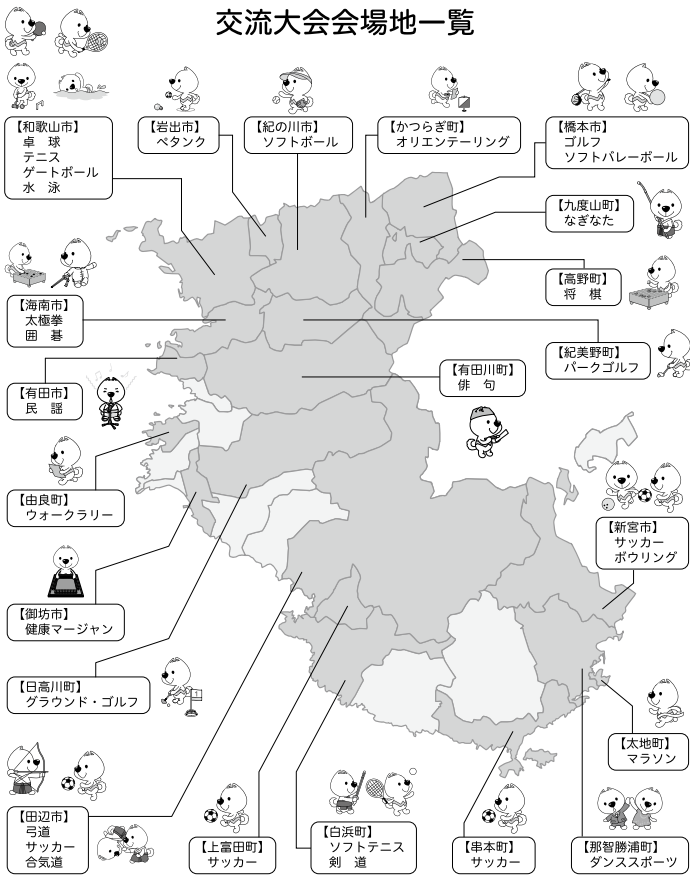 交流大会会場地一覧
【和歌山市】
卓　球
テニス
ゲートボール
水　泳
【岩出市】
ペタンク
【紀の川市】
ソフトボール
【かつらぎ町】
オリエンテーリング
【橋本市】
ゴルフ
ソフトバレーボール
【九度山町】
なぎなた
【高野町】
将　棋
【海南市】
太極拳
囲　碁
【紀美野町】
パークゴルフ
【有田市】
民　謡
【有田川町】
俳　句
【由良町】
ウォークラリー
【新宮市】
サッカー
ボウリング
【御坊市】
健康マージャン
【日高川町】
グラウンド・ゴルフ
【太地町】
マラソン
【田辺市】
弓道
サッカー
合気道
【上富田町】
サッカー
【白浜町】
ソフトテニス
剣　道
【串本町】
サッカー
【那智勝浦町】
ダンススポーツ